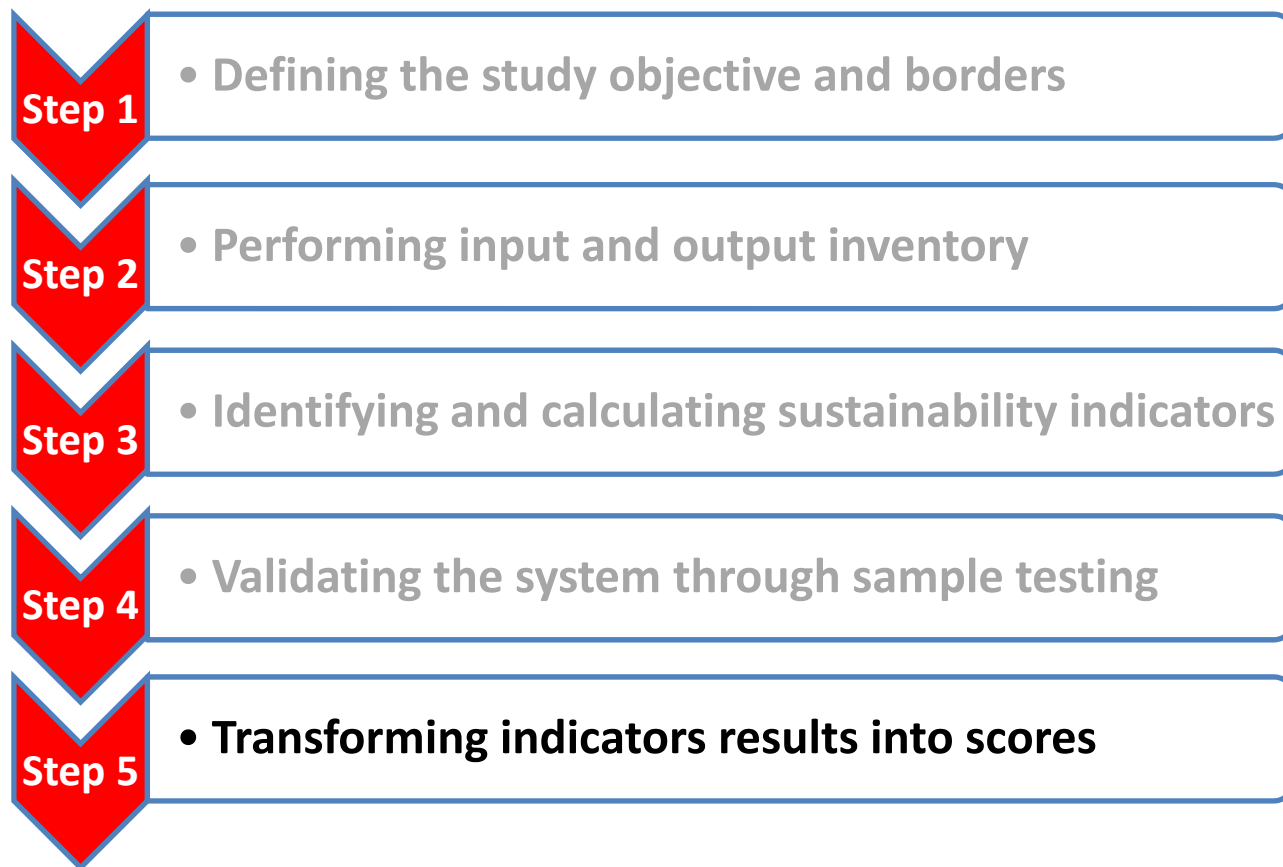 Step 1
• Defining the study objective and borders
Step 2
• Performing input and output inventory
Step 3
• Identifying and calculating sustainability indicators
Step 4
• Validating the system through sample testing
Step 5
• Transforming indicators results into scores